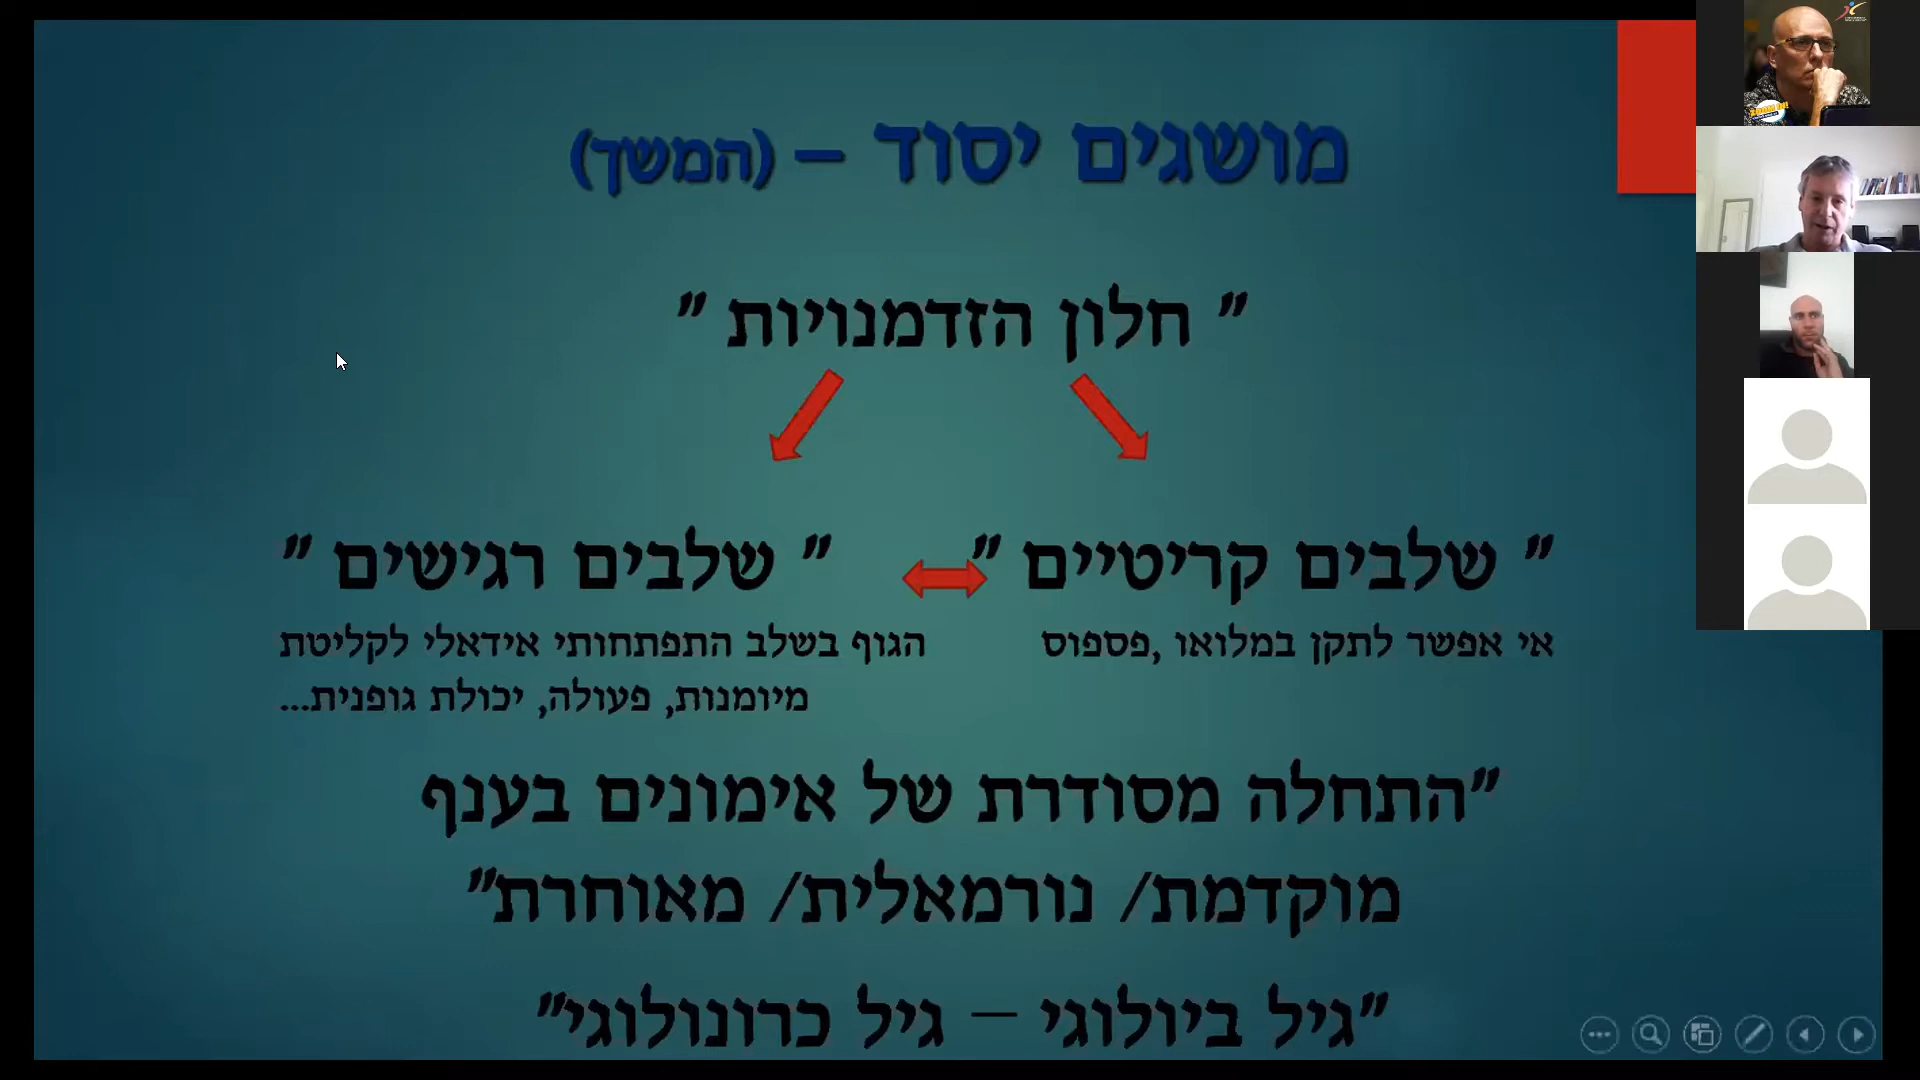 מושגים יסוד – (המשך)
" חלון הזדמנויות "
" שלבים קריטיים "
" שלבים רגישים "
אי אפשר לתקן במלואו ,פספוס
הגוף בשלב התפתחותי אידאלי לקליטת
מיומנות, פעולה, יכולת גופנית...
"התחלה מסודרת של אימונים בענף
מוקדמת/ נורמאלית/ מאוחרת"
"גיל ביולוגי – גיל כרונולוגי"